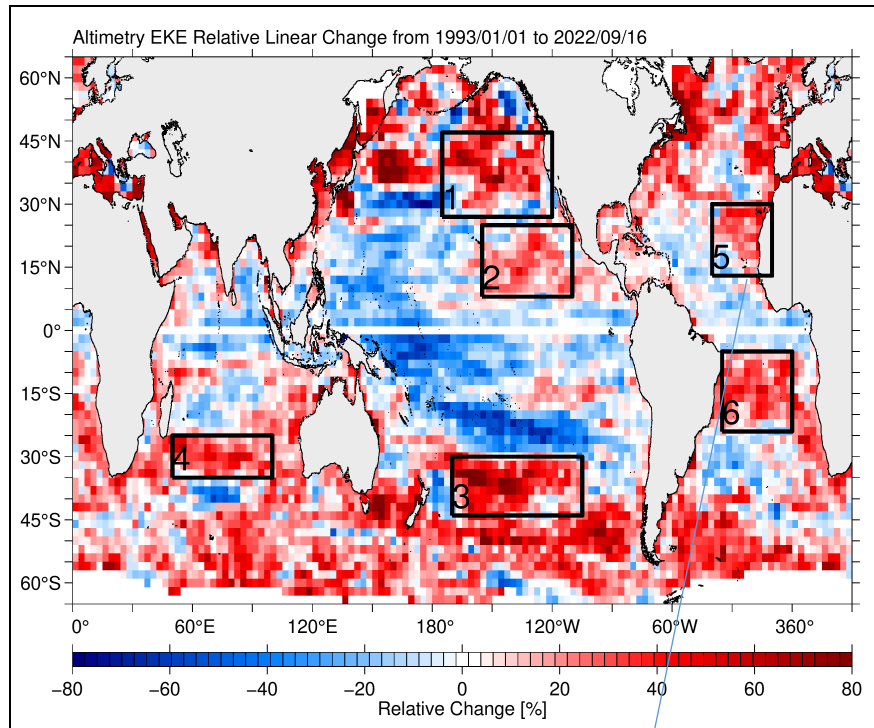 Altimetry EKE Relative Linear Change from 1993/01/01 to 2022/09/16
60°N
45°N
30°N
15°N
0°
15°S
30°S
45°S
60°S
1
2
5
6
4
3
0° 60°E 120°E 180° 120°W 60°W 360°
−80 −60 −40 −20 0 20 40 60 80
Relative Change [%]